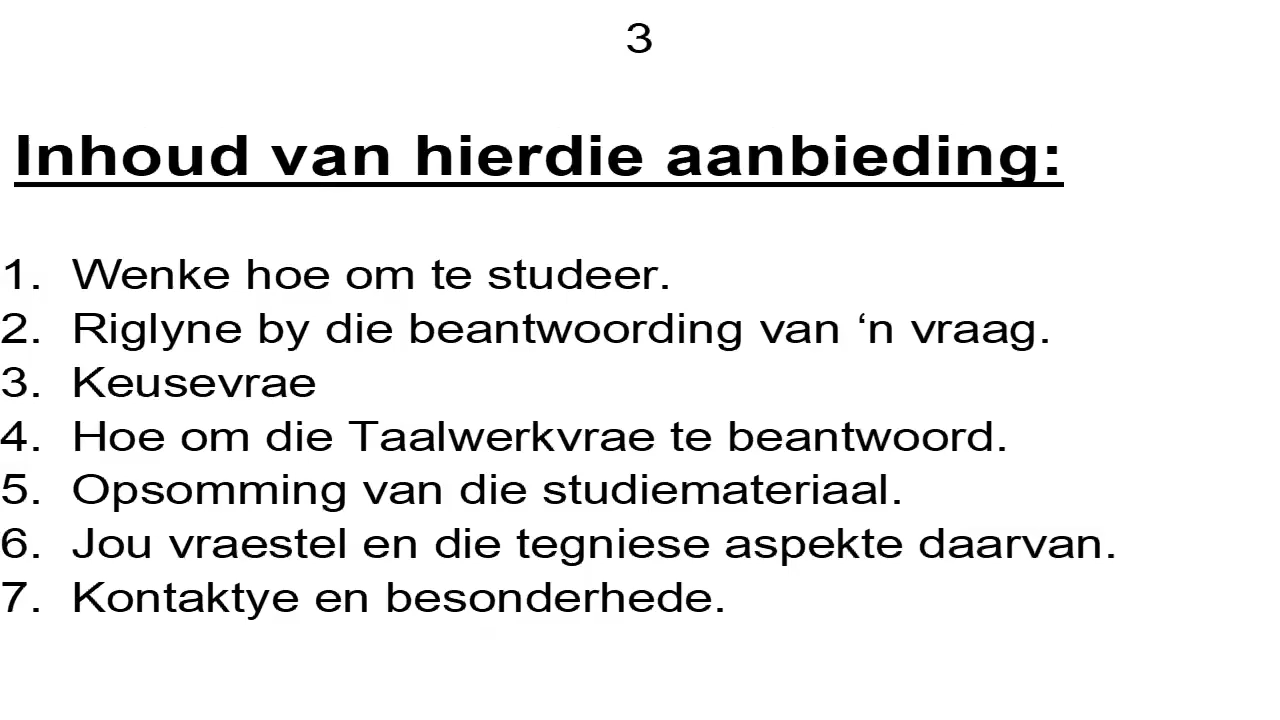 3
Inhoud van hierdie aanbieding:
1. Wenke hoe om te studeer.
2. Riglyne by die beantwoording van ‘n vraag.
3. Keusevrae
4. Hoe om die Taalwerkvrae te beantwoord.
5. Opsomming van die studiemateriaal.
6. Jou vraestel en die tegniese aspekte daarvan.
7. Kontaktye en besonderhede.